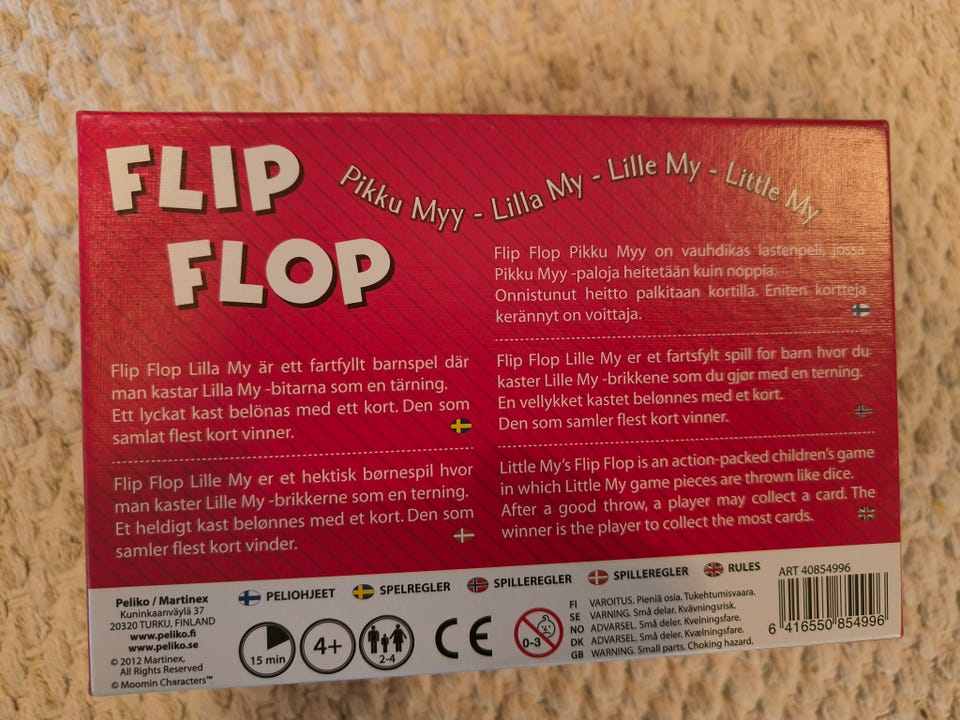 FLIP
FLOP
Pikku Myy - Lilla My - Lille My - Little My
Flip Flop Pikku Myy on vauhdikas lastenpeli, jossa
Pikku Myy -paloja heitetään kuin noppia.
Onnistunut heitto palkitaan kortilla. Eniten kortteja
kerännyt on voittaja.
Flip Flop Lilla My är ett fartfyllt barnspel där
man kastar Lilla My -bitarna som en tärning.
Ett lyckat kast belönas med ett kort. Den som
samlat flest kort vinner.
Flip Flop Lille My er et fartsfylt spill for barn hvor du
kaster Lille My -brikkene som du gjør med en terning.
En vellykket kastet belønnes med et kort.
Den som samler flest kort vinner.
Flip Flop Lille My er et hektisk børnespil hvor
man kaster Lille My -brikkerne som en terning.
Et heldigt kast belønnes med et kort. Den som
samler flest kort vinder.
Little My's Flip Flop is an action-packed children's game
in which Little My game pieces are thrown like dice.
After a good throw, a player may collect a card. The
winner is the player to collect the most cards.
Peliko / Martinex
Kuninkaanväylä 37
20320 TURKU, FINLAND
www.peliko.fi
www.peliko.se
© 2012 Martinex,
All Rights Reserved
© Moomin Characters™
PELIOHJEET SPELREGLER SPILLEREGLER SPILLEREGLER RULES
15 min
4+
2-4
CE
0-3
FI VAROITUS. Pieniä osia. Tukehtumisvaara.
SE WARNING. Små delar. Kvävningsrisk.
NO ADVARSEL. Små deler. Kvelningsfare.
DK ADVARSEL. Små deler. Kvælningsfare.
GB WARNING. Small parts. Choking hazard.
ART 40854996
6 416550 854996